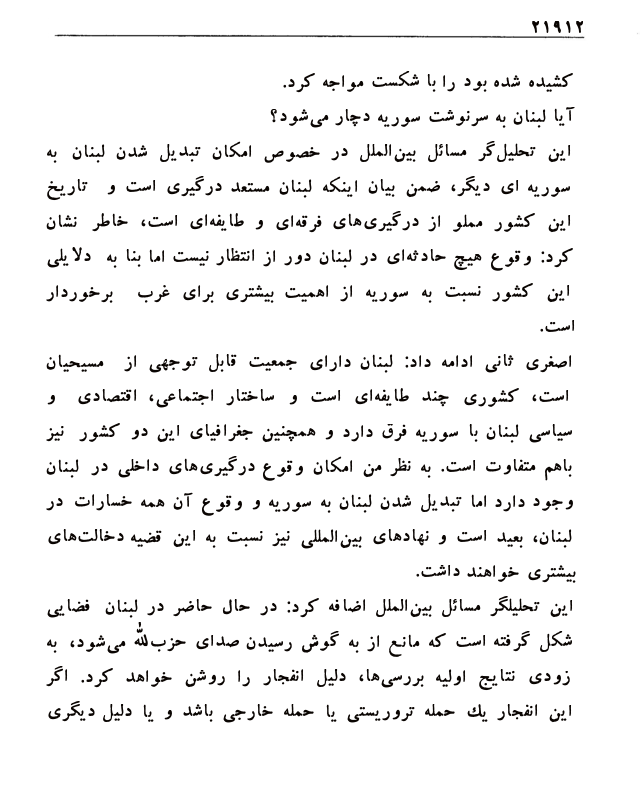 ۲۱۹۱۲
کشیده شده بود را با شکست مواجه کرد.
آیا لبنان به سرنوشت سوریه دچار می‌شود؟
این تحلیل‌گر مسائل بین‌الملل در خصوص امکان تبدیل شدن لبنان به
سوریه ای دیگر، ضمن بیان اینکه لبنان مستعد درگیری است و تاریخ
این کشور مملو از درگیری‌های فرقه‌ای و طایفه‌ای است، خاطر نشان
کرد: وقوع هیچ حادثه‌ای در لبنان دور از انتظار نیست اما بنا به دلایلی
این کشور نسبت به سوریه از اهمیت بیشتری برای غرب برخوردار
است.
اصغری ثانی ادامه داد: لبنان دارای جمعیت قابل توجهی از مسیحیان
است، کشوری چند طایفه‌ای است و ساختار اجتماعی، اقتصادی و
سیاسی لبنان با سوریه فرق دارد و همچنین جغرافیای این دو کشور نیز
باهم متفاوت است. به نظر من امکان وقوع درگیری‌های داخلی در لبنان
وجود دارد اما تبدیل شدن لبنان به سوریه و وقوع آن همه خسارات در
لبنان، بعید است و نهادهای بین‌المللی نیز نسبت به این قضیه دخالت‌های
بیشتری خواهند داشت.
این تحلیلگر مسائل بین‌الملل اضافه کرد: در حال حاضر در لبنان فضایی
شکل گرفته است که مانع از به گوش رسیدن صدای حزب‌الله می‌شود، به
زودی نتایج اولیه بررسی‌ها، دلیل انفجار را روشن خواهد کرد. اگر
این انفجار یك حمله تروریستی یا حمله خارجی باشد و یا دلیل دیگری